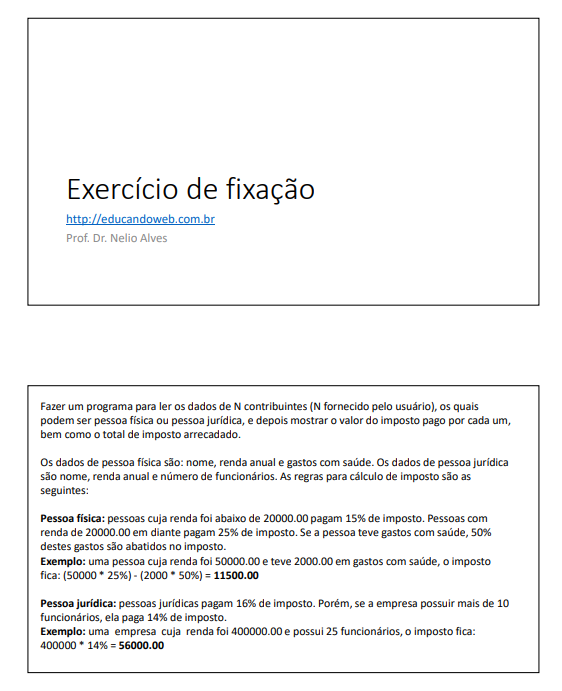 Exercício de fixação
http://educandoweb.com.br
Prof. Dr. Nelio Alves
Fazer um programa para ler os dados de N contribuintes (N fornecido pelo usuário), os quais
podem ser pessoa física ou pessoa jurídica, e depois mostrar o valor do imposto pago por cada um,
bem como o total de imposto arrecadado.
Os dados de pessoa física são: nome, renda anual e gastos com saúde. Os dados de pessoa jurídica
são nome, renda anual e número de funcionários. As regras para cálculo de imposto são as
seguintes:
Pessoa física: pessoas cuja renda foi abaixo de 20000.00 pagam 15% de imposto. Pessoas com
renda de 20000.00 em diante pagam 25% de imposto. Se a pessoa teve gastos com saúde, 50%
destes gastos são abatidos no imposto.
Exemplo: uma pessoa cuja renda foi 50000.00 e teve 2000.00 em gastos com saúde, o imposto
fica: (50000 * 25%) - (2000 * 50%) = 11500.00
Pessoa jurídica: pessoas jurídicas pagam 16% de imposto. Porém, se a empresa possuir mais de 10
funcionários, ela paga 14% de imposto.
Exemplo: uma empresa cuja renda foi 400000.00 e possui 25 funcionários, o imposto fica:
400000 * 14% = 56000.00